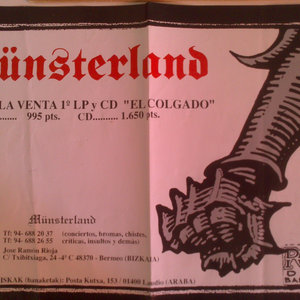 ünsterland
LA VENTA 1º LP y CD "EL COLGADO"
....... 995 pts. CD.......... 1.650 pts.
Münsterland
Tf: 94- 688 20 37 (conciertos, bromas, chistes,
Tf: 94- 688 26 55 críticas, insultos y demás)
Jose Ramón Rioja
C/ Txibitxiaga, 24 -4º C 48370 - Bermeo (BIZKAIA)
ISKAK (banaketak): Posta Kutxa, 153 / 01400 (ARABA)